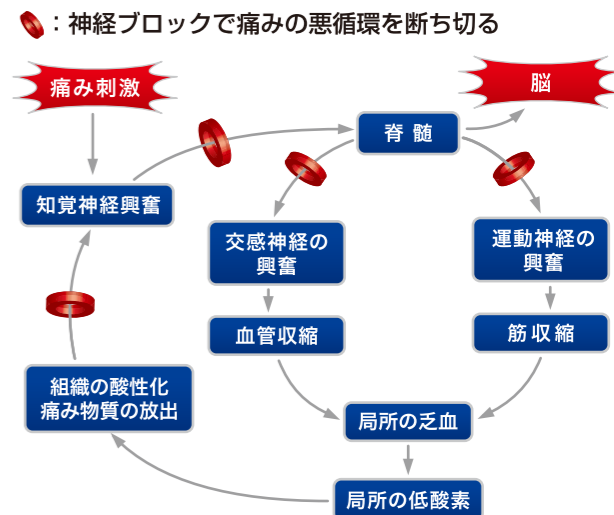 ：神経ブロックで痛みの悪循環を断ち切る
痛み刺激
脳
脊髄
知覚神経興奮
交感神経の
興奮
運動神経の
興奮
血管収縮
筋収縮
組織の酸性化
痛み物質の放出
局所の乏血
局所の低酸素